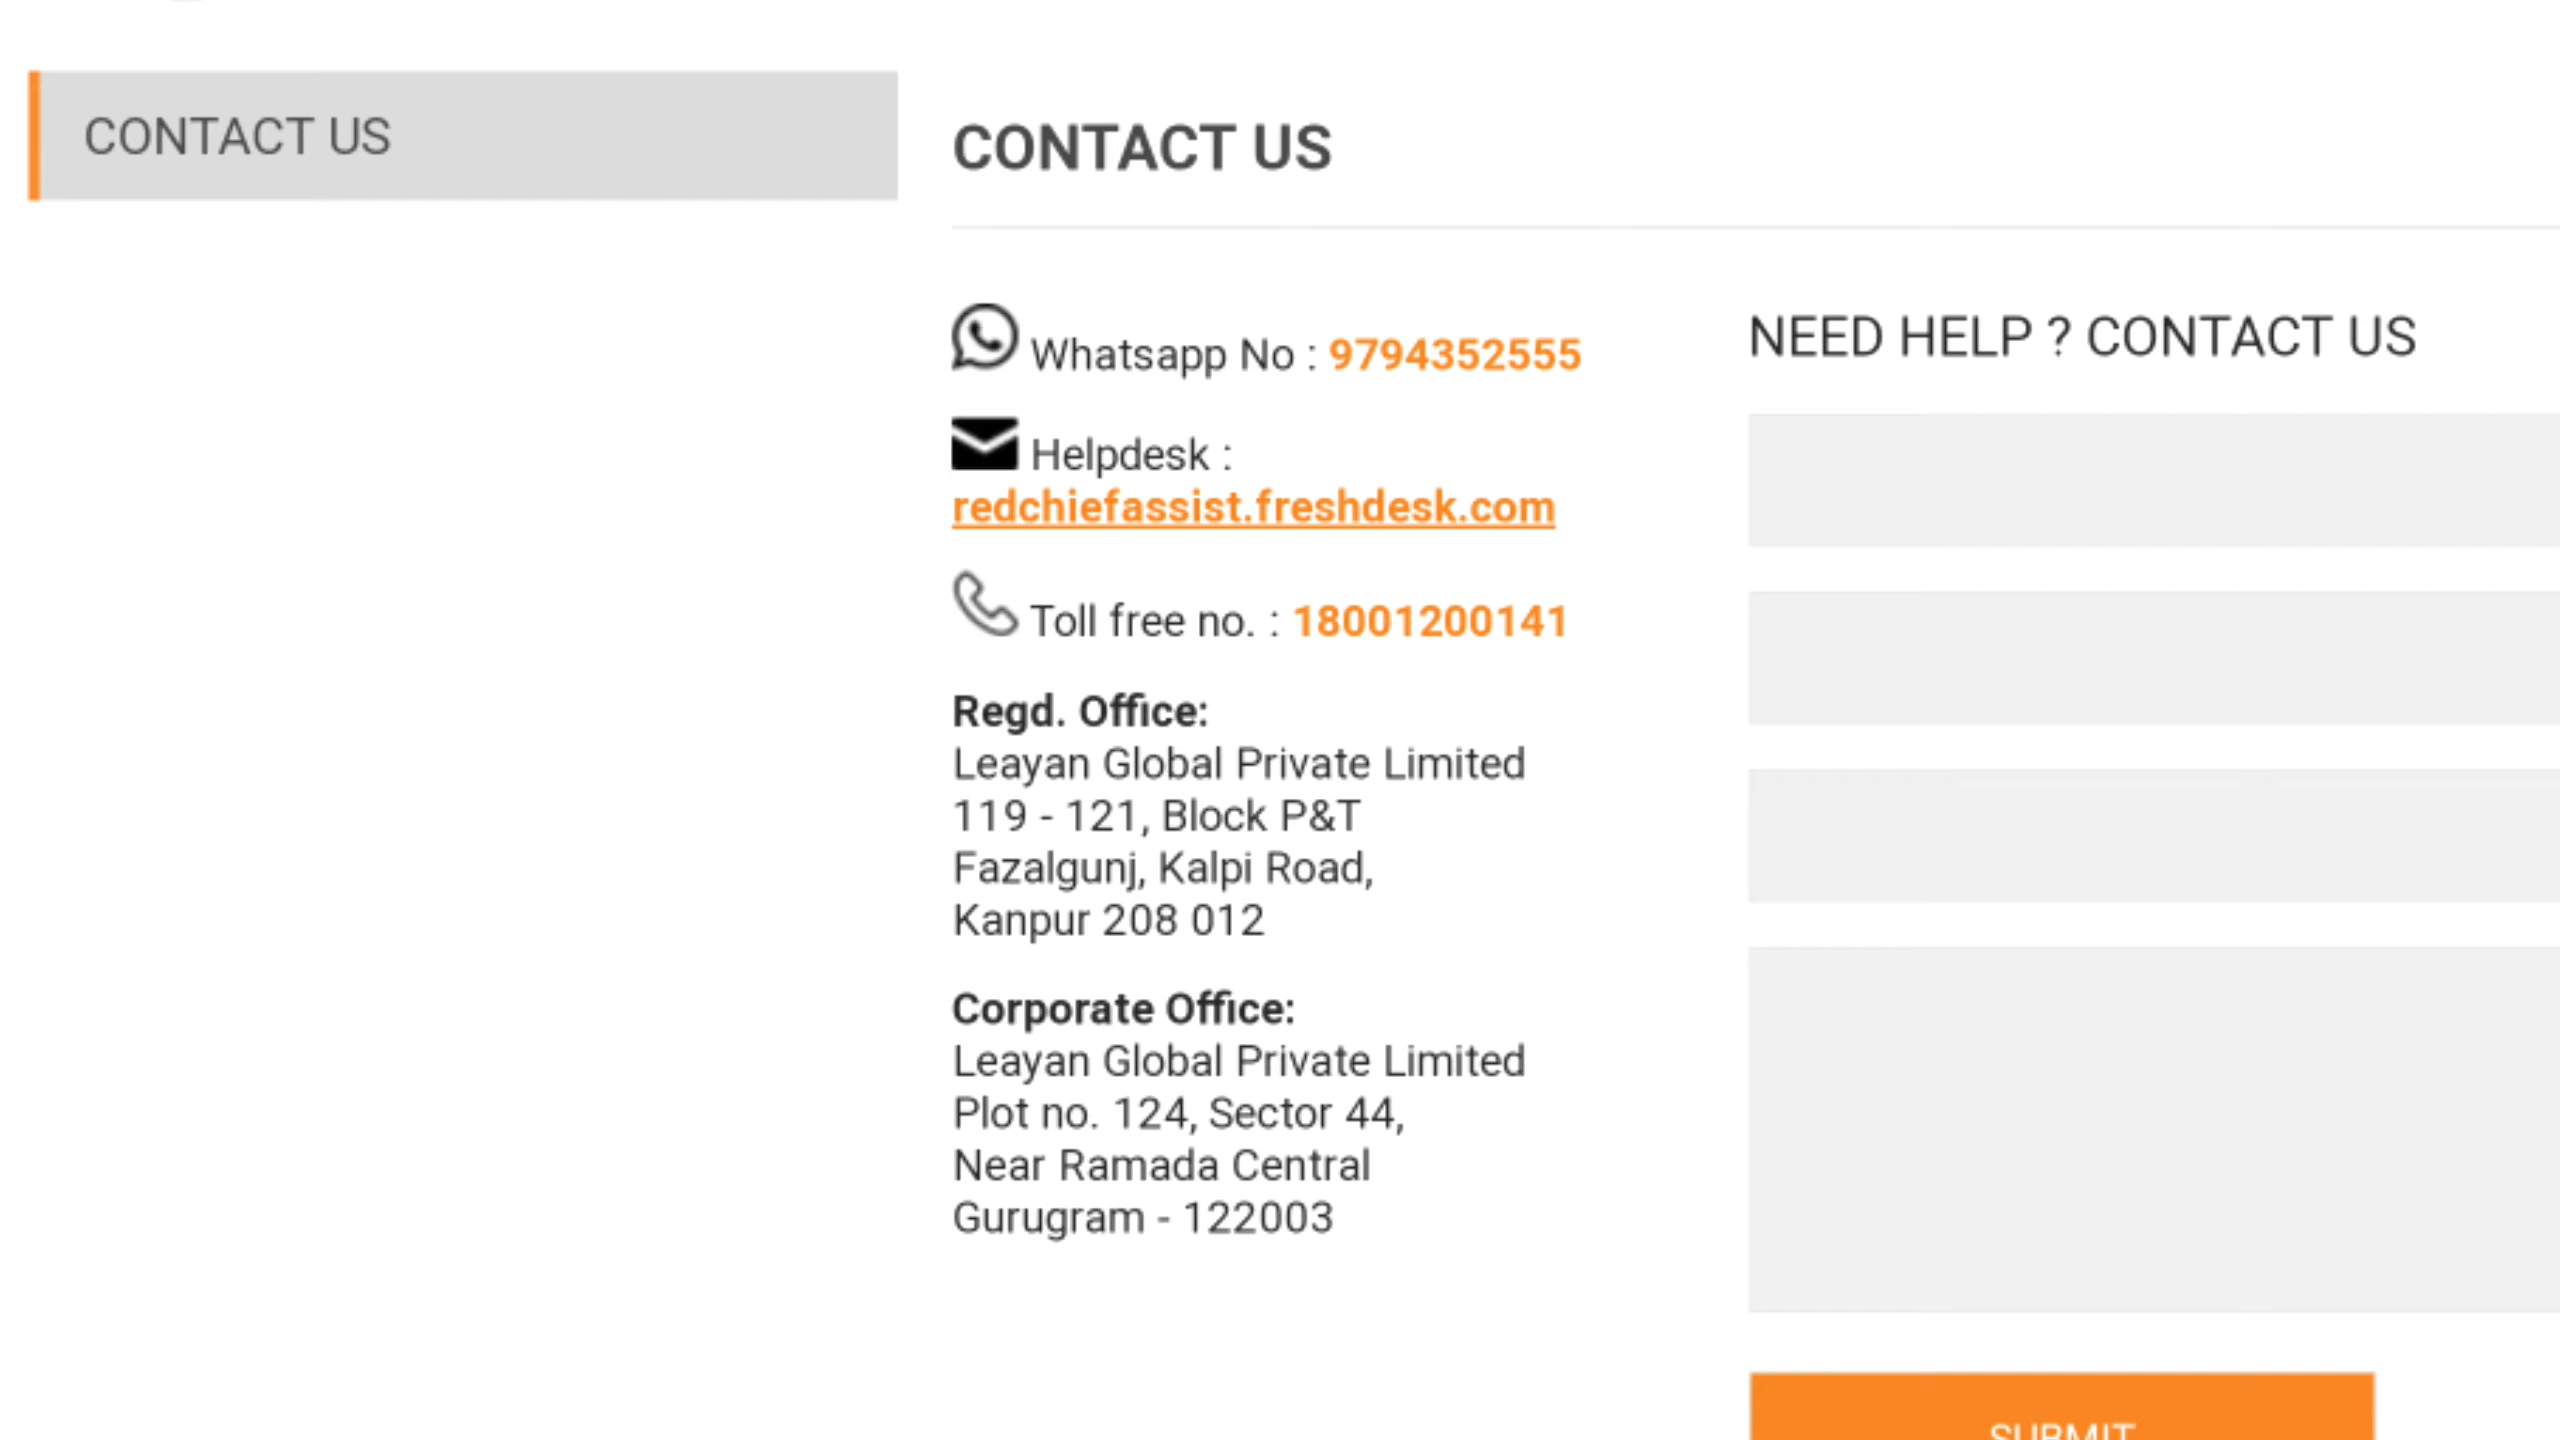 CONTACT US
CONTACT US
Whatsapp No : 9794352555
Helpdesk :
redchiefassist.freshdesk.com
Toll free no. : 18001200141
Regd. Office:
Leayan Global Private Limited
119 - 121, Block P&T
Fazalgunj, Kalpi Road,
Kanpur 208 012
Corporate Office:
Leayan Global Private Limited
Plot no. 124, Sector 44,
Near Ramada Central
Gurugram - 122003
NEED HELP ? CONTACT US
SUBMIT